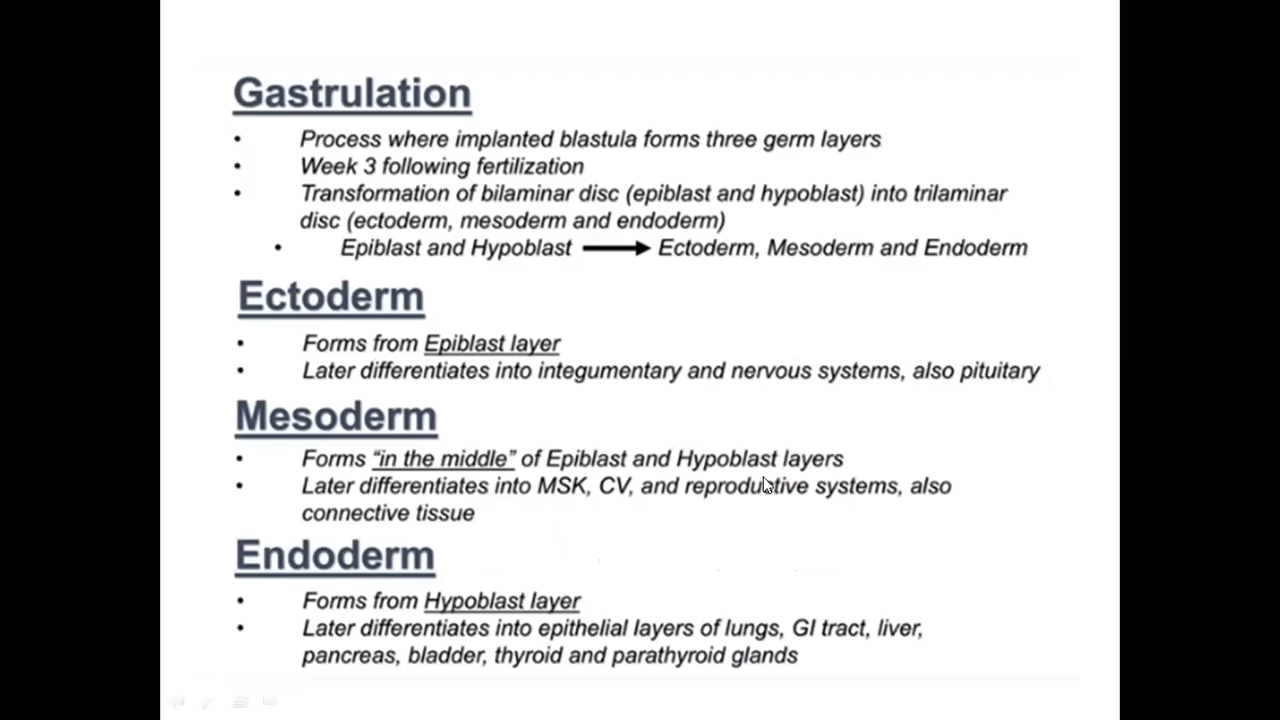 Gastrulation
• Process where implanted blastula forms three germ layers
• Week 3 following fertilization
• Transformation of bilaminar disc (epiblast and hypoblast) into trilaminar
disc (ectoderm, mesoderm and endoderm)
• Epiblast and Hypoblast → Ectoderm, Mesoderm and Endoderm
Ectoderm
• Forms from Epiblast layer
• Later differentiates into integumentary and nervous systems, also pituitary
Mesoderm
• Forms “in the middle” of Epiblast and Hypoblast layers
• Later differentiates into MSK, CV, and reproductive systems, also
connective tissue
Endoderm
• Forms from Hypoblast layer
• Later differentiates into epithelial layers of lungs, GI tract, liver,
pancreas, bladder, thyroid and parathyroid glands